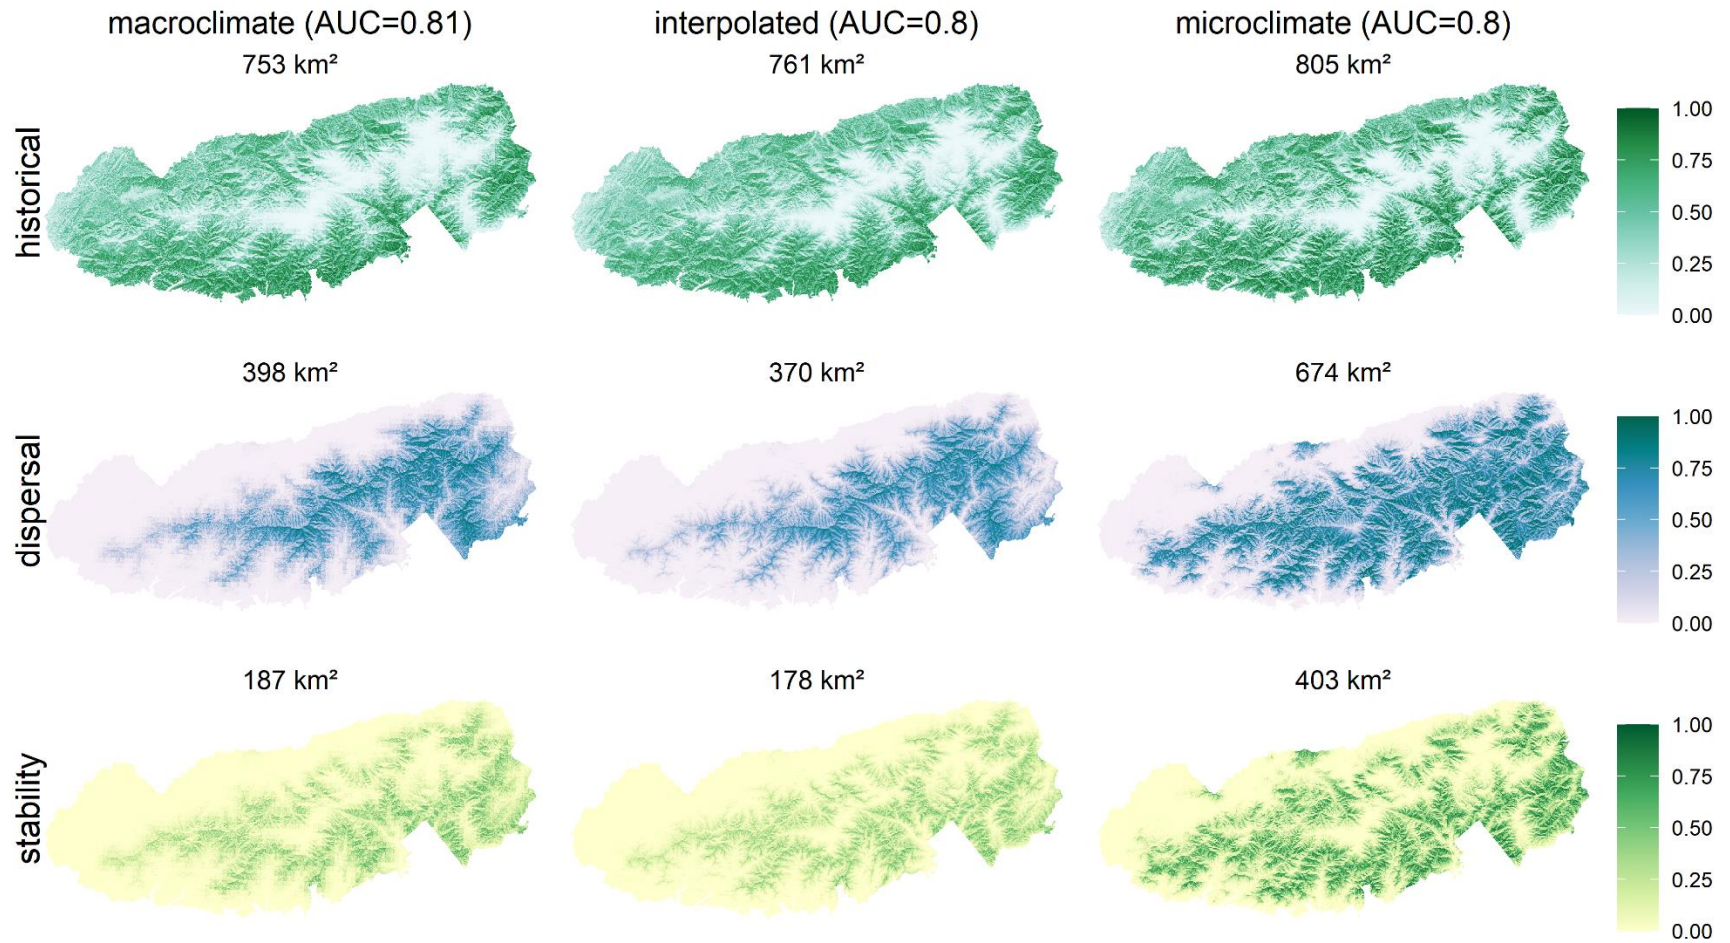 macroclimate (AUC=0.81) interpolated (AUC=0.8) microclimate (AUC=0.8)
753 km² 761 km² 805 km²
historical
1.00
0.75
0.50
0.25
0.00
398 km² 370 km² 674 km²
dispersal
1.00
0.75
0.50
0.25
0.00
187 km² 178 km² 403 km²
stability
1.00
0.75
0.50
0.25
0.00